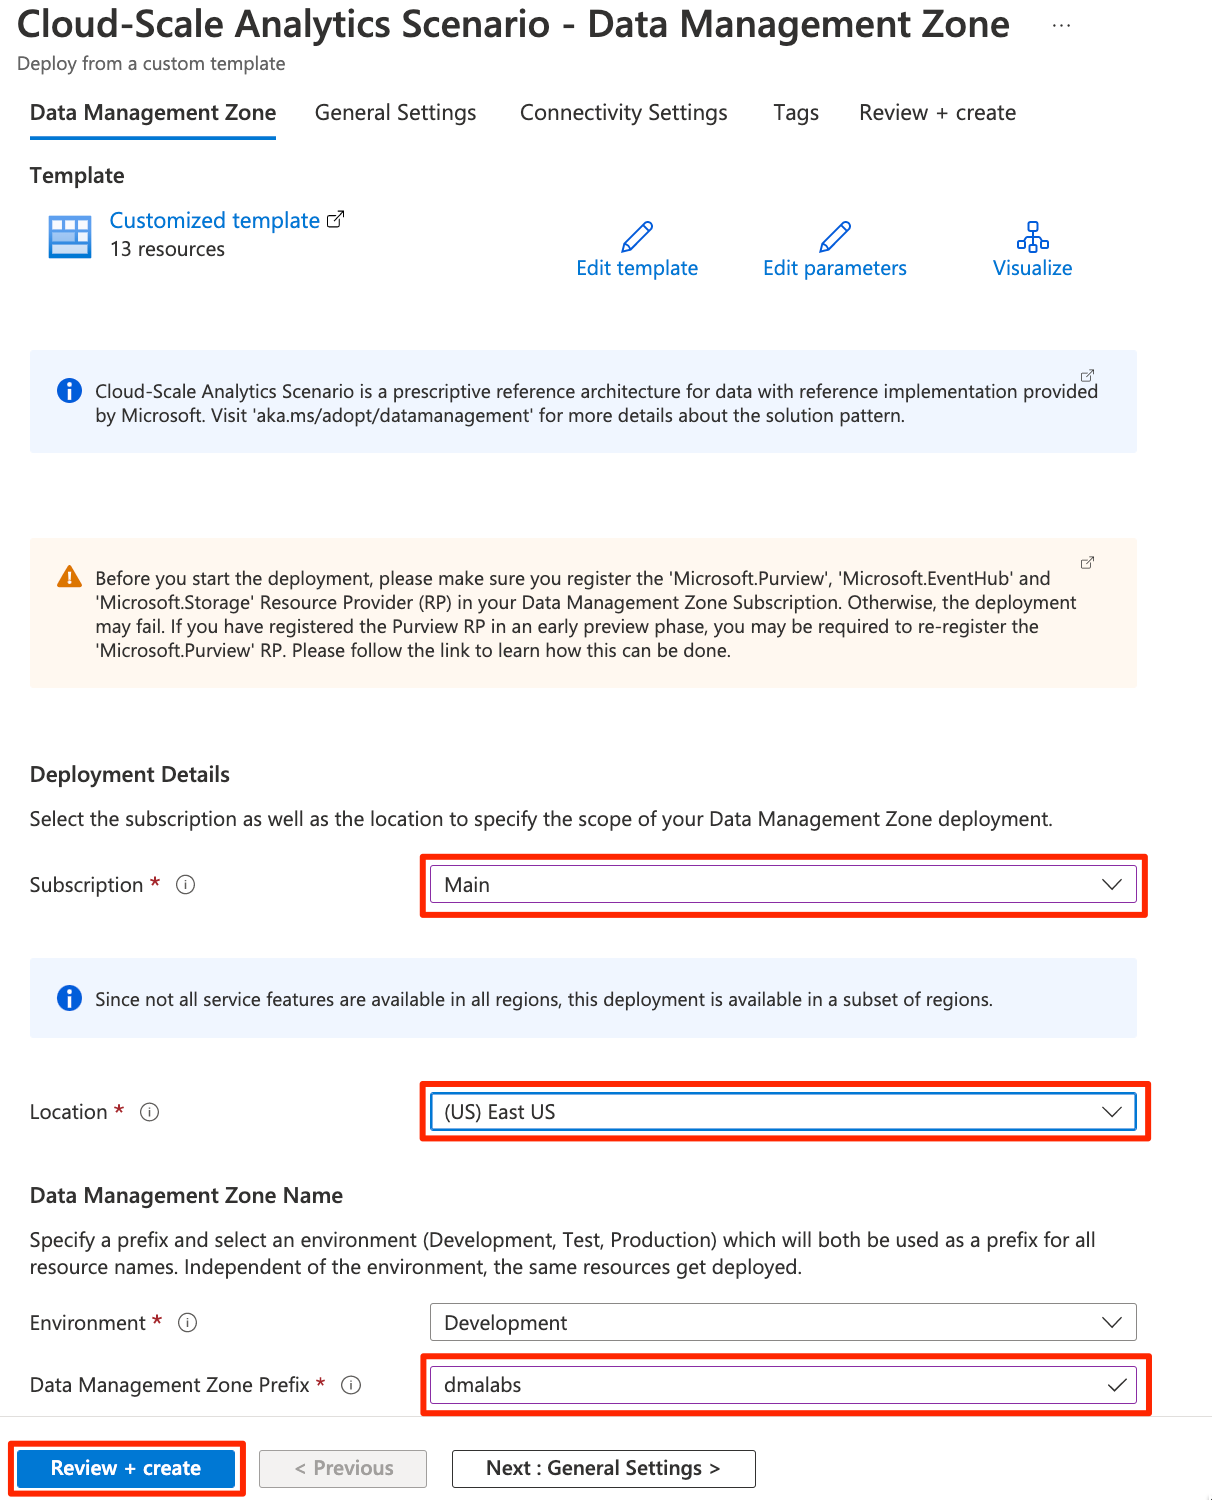 Cloud-Scale Analytics Scenario - Data Management Zone ...
Deploy from a custom template
Data Management Zone General Settings Connectivity Settings Tags Review + create
Template
Customized template
13 resources
Edit template Edit parameters Visualize
Cloud-Scale Analytics Scenario is a prescriptive reference architecture for data with reference implementation provided
by Microsoft. Visit 'aka.ms/adopt/datamanagement' for more details about the solution pattern.
Before you start the deployment, please make sure you register the 'Microsoft.Purview', 'Microsoft.EventHub' and
'Microsoft.Storage' Resource Provider (RP) in your Data Management Zone Subscription. Otherwise, the deployment
may fail. If you have registered the Purview RP in an early preview phase, you may be required to re-register the
'Microsoft.Purview' RP. Please follow the link to learn how this can be done.
Deployment Details
Select the subscription as well as the location to specify the scope of your Data Management Zone deployment.
Subscription * Main
Since not all service features are available in all regions, this deployment is available in a subset of regions.
Location * (US) East US
Data Management Zone Name
Specify a prefix and select an environment (Development, Test, Production) which will both be used as a prefix for all
resource names. Independent of the environment, the same resources get deployed.
Environment * Development
Data Management Zone Prefix * dmalabs
Review + create < Previous Next : General Settings >